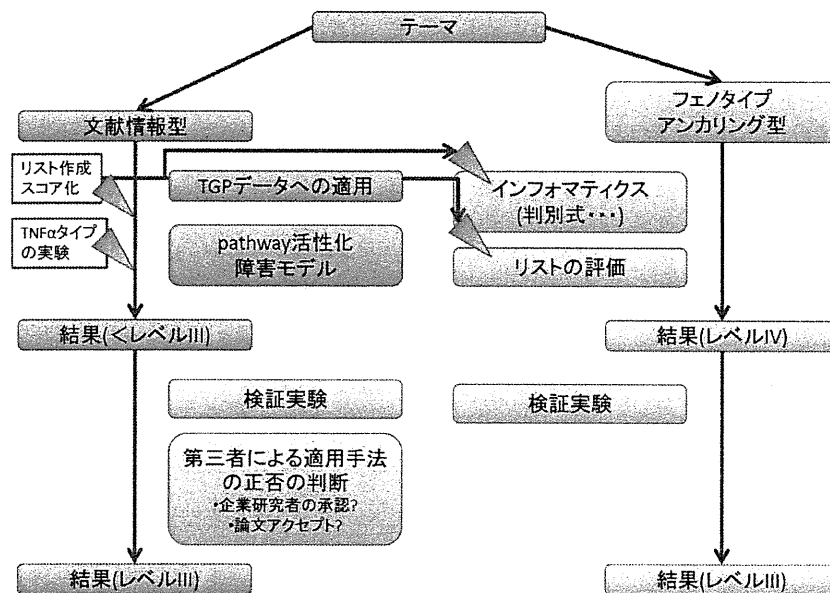 テーマ
文献情報型
フェノタイプ
アンカリング型
リスト作成
スコア化
TGPデータへの適用
インフォマティクス
(判別式・・・)
TNFαタイプ
の実験
pathway活性化
障害モデル
リストの評価
結果(<レベルIII)
結果(レベルIV)
検証実験
検証実験
第三者による適用手法
の正否の判断
・企業研究者の承認?
・論文アクセプト?
結果(レベルIII)
結果(レベルIII)